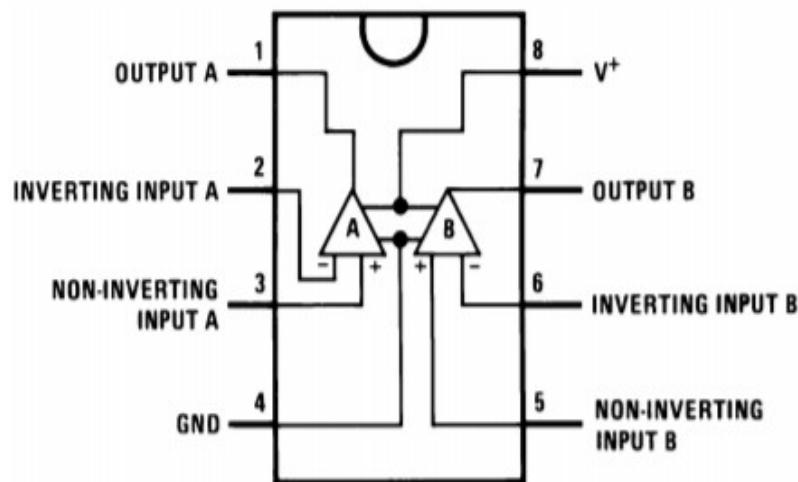 1
OUTPUT A
8
V+
2
INVERTING INPUT A
7
OUTPUT B
A
B
- +
+ -
3
NON-INVERTING
INPUT A
6
INVERTING INPUT B
4
GND
5
NON-INVERTING
INPUT B